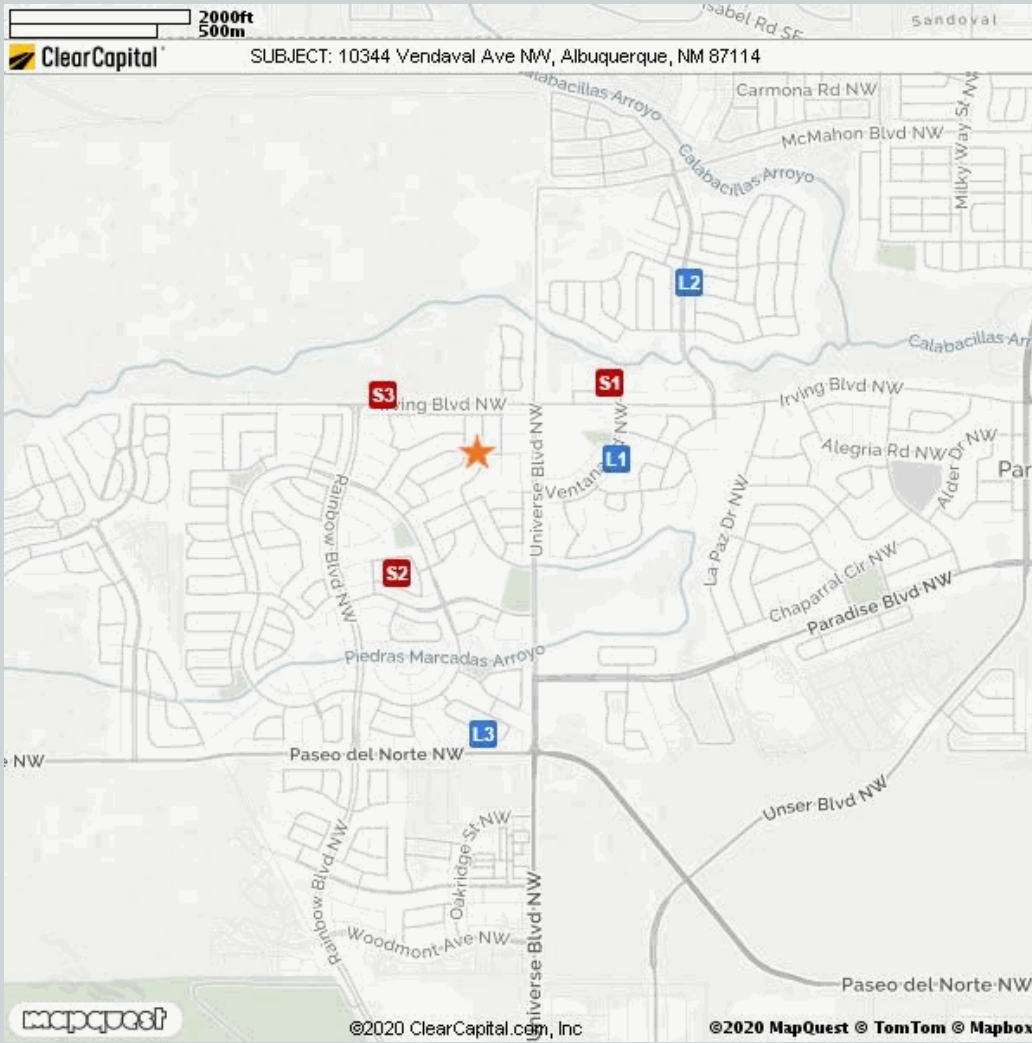 2000ft
500m
Isabel Rd SE
Sandoval
ClearCapital
SUBJECT: 10344 Vendaval Ave NW, Albuquerque, NM 87114
Calabacillas Arroyo
Carmona Rd NW
McMahon Blvd NW
Milky Way St NW
Calabacillas Arroyo
L2
Calabacillas Arr
S1
S3
Irving Blvd NW
Irving Blvd NW
Universe Blvd NW
L1
Alegria Rd NW
Alder Dr NW
Par
Rainbow Blvd NW
La Paz Dr NW
S2
Chaparral Cir NW
Paradise Blvd NW
Piedras Marcadas Arroyo
L3
Paseo del Norte NW
NW
Unser Blvd NW
Oakridge St NW
Rainbow Blvd NW
Universe Blvd NW
Woodmont Ave NW
Paseo del Norte NW
mapquest
©2020 ClearCapital.com, Inc
©2020 MapQuest © TomTom © Mapbox